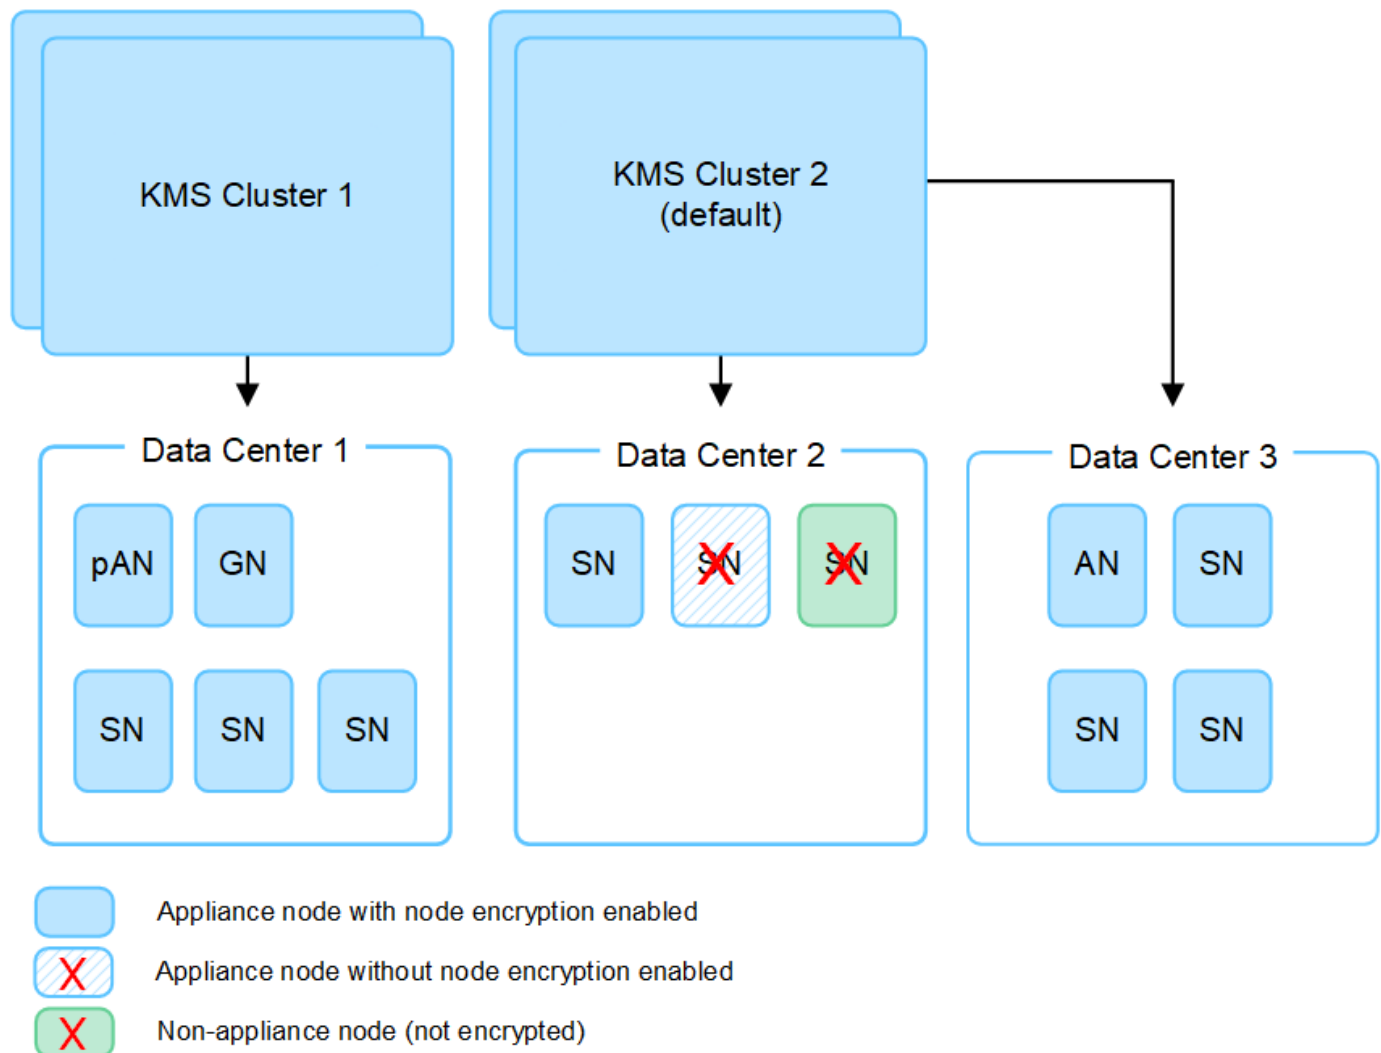 KMS Cluster 1
KMS Cluster 2
(default)
Data Center 1
pAN
GN
SN
SN
SN
Data Center 2
SN
SN
SN
Data Center 3
AN
SN
SN
SN
Appliance node with node encryption enabled
X
Appliance node without node encryption enabled
X
Non-appliance node (not encrypted)